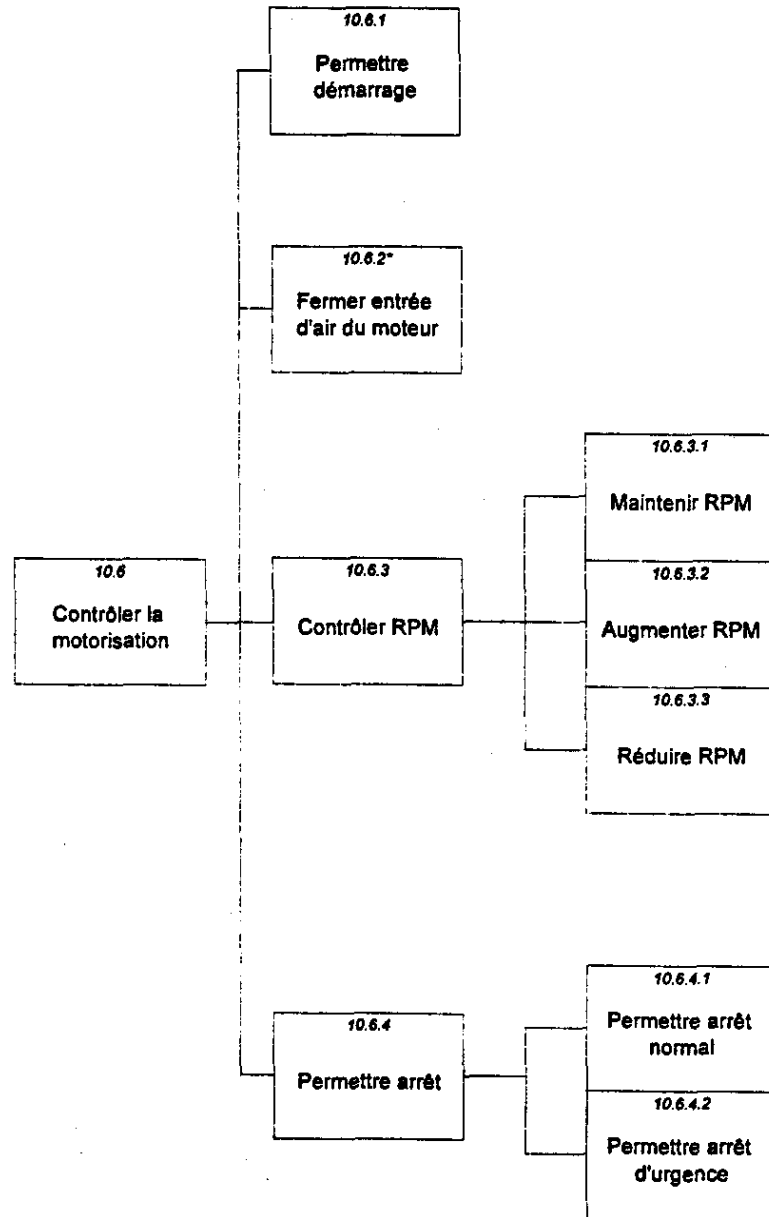 10.6.1
Permettre
démarrage
10.6.2*
Fermer entrée
d'air du moteur
10.6.3.1
Maintenir RPM
10.6
Contrôler la
motorisation
10.6.3
Contrôler RPM
10.6.3.2
Augmenter RPM
10.6.3.3
Réduire RPM
10.6.4.1
Permettre arrêt
normal
10.6.4
Permettre arrêt
10.6.4.2
Permettre arrêt
d'urgence